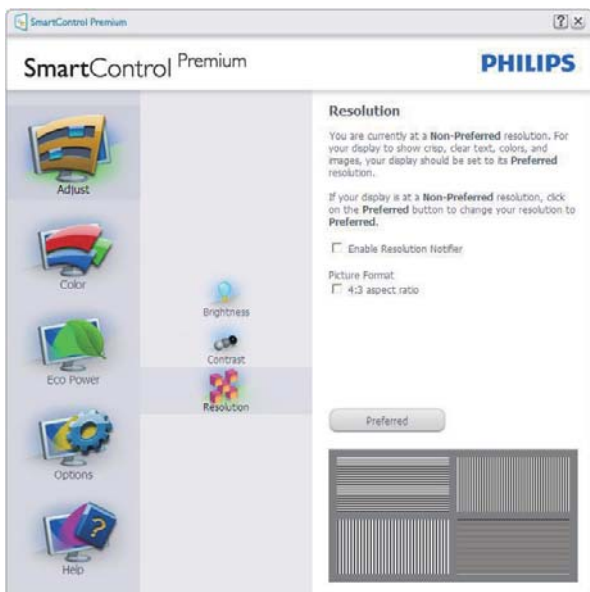 SmartControl Premium
? ×
SmartControl Premium
PHILIPS
Adjust
Color
Eco Power
Options
Help
Brightness
Contrast
Resolution
Resolution
You are currently at a Non-Preferred resolution. For
your display to show crisp, clear text, colors, and
images, your display should be set to its Preferred
resolution.
If your display is at a Non-Preferred resolution, click
on the Preferred button to change your resolution to
Preferred.
Enable Resolution Notifier
Picture Format
4:3 aspect ratio
Preferred